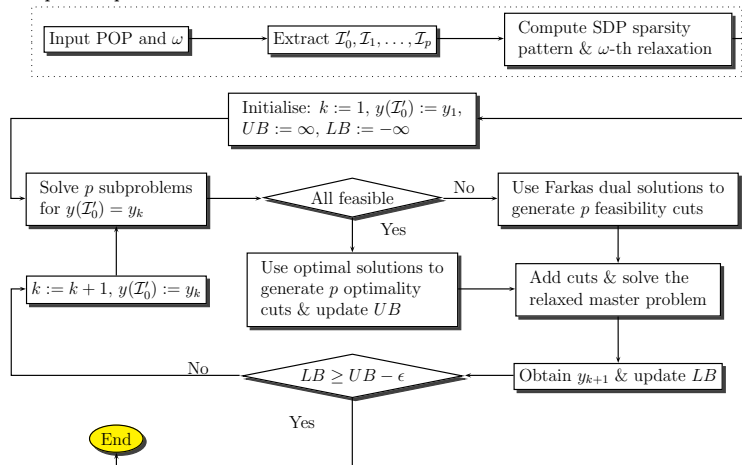 Input POP and ω
Extract I′₀, I₁, . . . , Iₚ
Compute SDP sparsity
pattern & ω-th relaxation
Initialise: k := 1, y(I′₀) := y₁,
UB := ∞, LB := −∞
Solve p subproblems
for y(I′₀) = yₖ
All feasible
No
Use Farkas dual solutions to
generate p feasibility cuts
Yes
Use optimal solutions to
generate p optimality
cuts & update UB
Add cuts & solve the
relaxed master problem
k := k + 1, y(I′₀) := yₖ
No
LB ≥ UB − ϵ
Obtain yₖ₊₁ & update LB
Yes
End